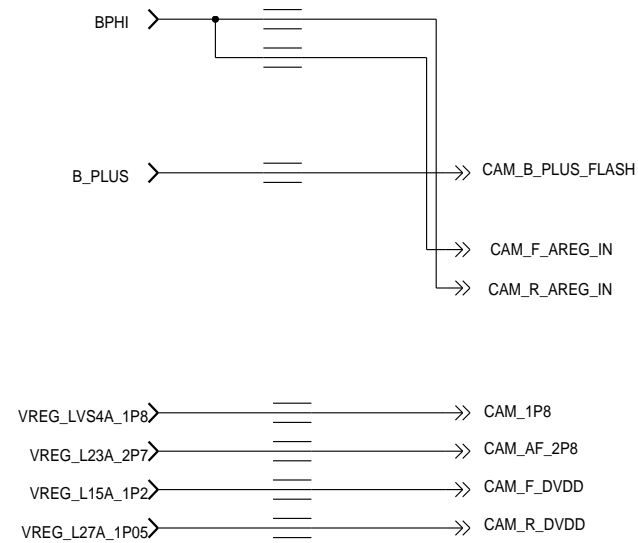 BPHI
B_PLUS
CAM_B_PLUS_FLASH
CAM_F_AREG_IN
CAM_R_AREG_IN
VREG_LVS4A_1P8
CAM_1P8
VREG_L23A_2P7
CAM_AF_2P8
VREG_L15A_1P2
CAM_F_DVDD
VREG_L27A_1P05
CAM_R_DVDD